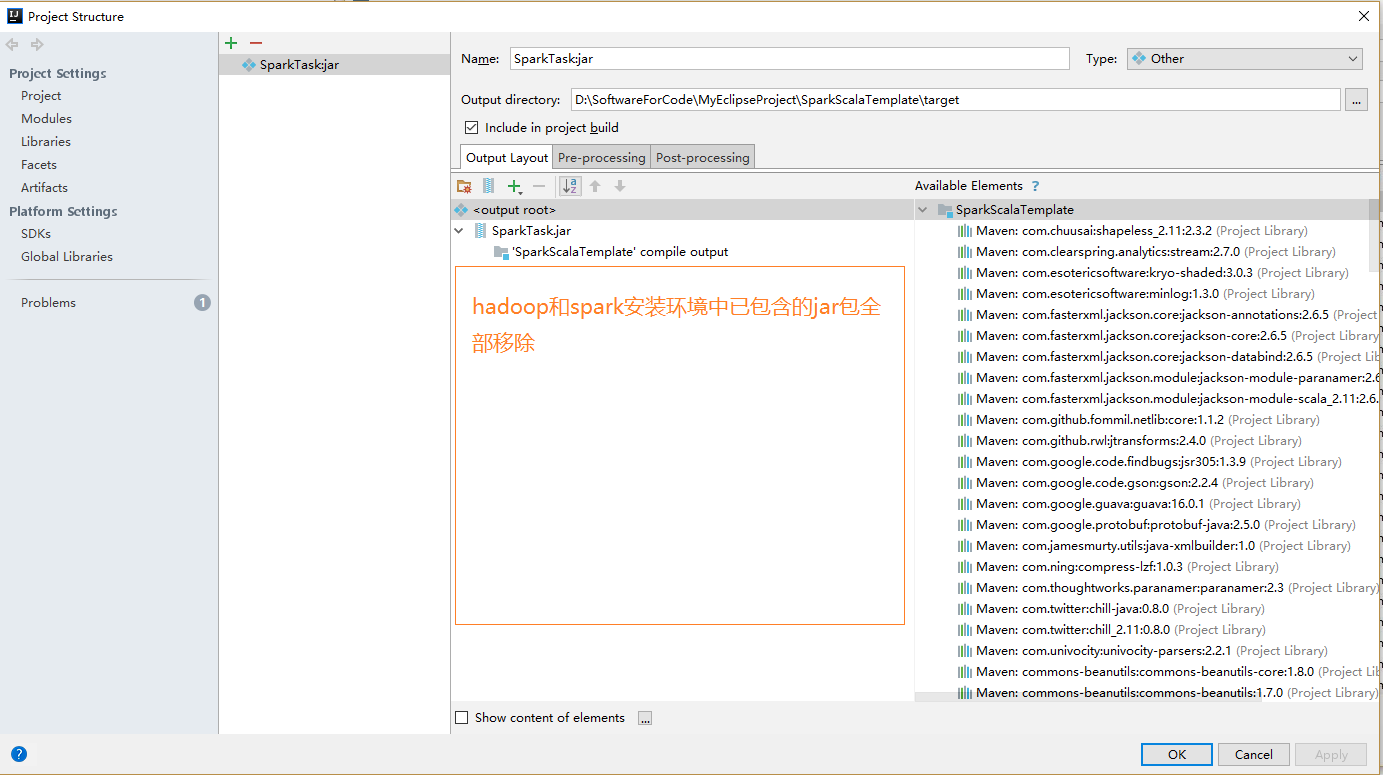 Project Structure
Project Settings
Project
Modules
Libraries
Facets
Artifacts
Platform Settings
SDKs
Global Libraries
Problems
1
SparkTask:jar
Name: SparkTask:jar
Type: Other
Output directory: D:\SoftwareForCode\MyEclipseProject\SparkScalaTemplate\target
...
Include in project build
Output Layout Pre-processing Post-processing
<output root>
SparkTask.jar
'SparkScalaTemplate' compile output
hadoop和spark安装环境中已包含的jar包全
部移除
Available Elements ?
SparkScalaTemplate
Maven: com.chuusai:shapeless_2.11:2.3.2 (Project Library)
Maven: com.clearspring.analytics:stream:2.7.0 (Project Library)
Maven: com.esotericsoftware:kryo-shaded:3.0.3 (Project Library)
Maven: com.esotericsoftware:minlog:1.3.0 (Project Library)
Maven: com.fasterxml.jackson.core:jackson-annotations:2.6.5 (Project
Maven: com.fasterxml.jackson.core:jackson-core:2.6.5 (Project Library
Maven: com.fasterxml.jackson.core:jackson-databind:2.6.5 (Project Lib
Maven: com.fasterxml.jackson.module:jackson-module-paranamer:2.6
Maven: com.fasterxml.jackson.module:jackson-module-scala_2.11:2.6.
Maven: com.github.fommil.netlib:core:1.1.2 (Project Library)
Maven: com.github.rwl:jtransforms:2.4.0 (Project Library)
Maven: com.google.code.findbugs:jsr305:1.3.9 (Project Library)
Maven: com.google.code.gson:gson:2.2.4 (Project Library)
Maven: com.google.guava:guava:16.0.1 (Project Library)
Maven: com.google.protobuf:protobuf-java:2.5.0 (Project Library)
Maven: com.jamesmurty.utils:java-xmlbuilder:1.0 (Project Library)
Maven: com.ning:compress-lzf:1.0.3 (Project Library)
Maven: com.thoughtworks.paranamer:paranamer:2.3 (Project Library)
Maven: com.twitter:chill-java:0.8.0 (Project Library)
Maven: com.twitter:chill_2.11:0.8.0 (Project Library)
Maven: com.univocity:univocity-parsers:2.2.1 (Project Library)
Maven: commons-beanutils:commons-beanutils-core:1.8.0 (Project Lib
Maven: commons-beanutils:commons-beanutils:1.7.0 (Project Library)
Show content of elements ...
?
OK Cancel Apply